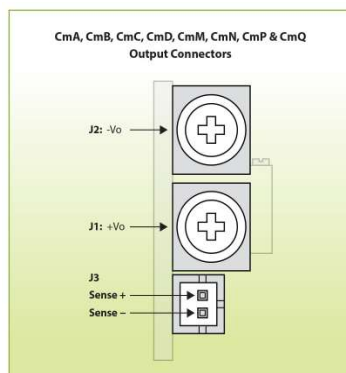 CmA, CmB, CmC, CmD, CmM, CmN, CmP & CmQ
Output Connectors
J2: -Vo
J1: +Vo
J3
Sense +
Sense –